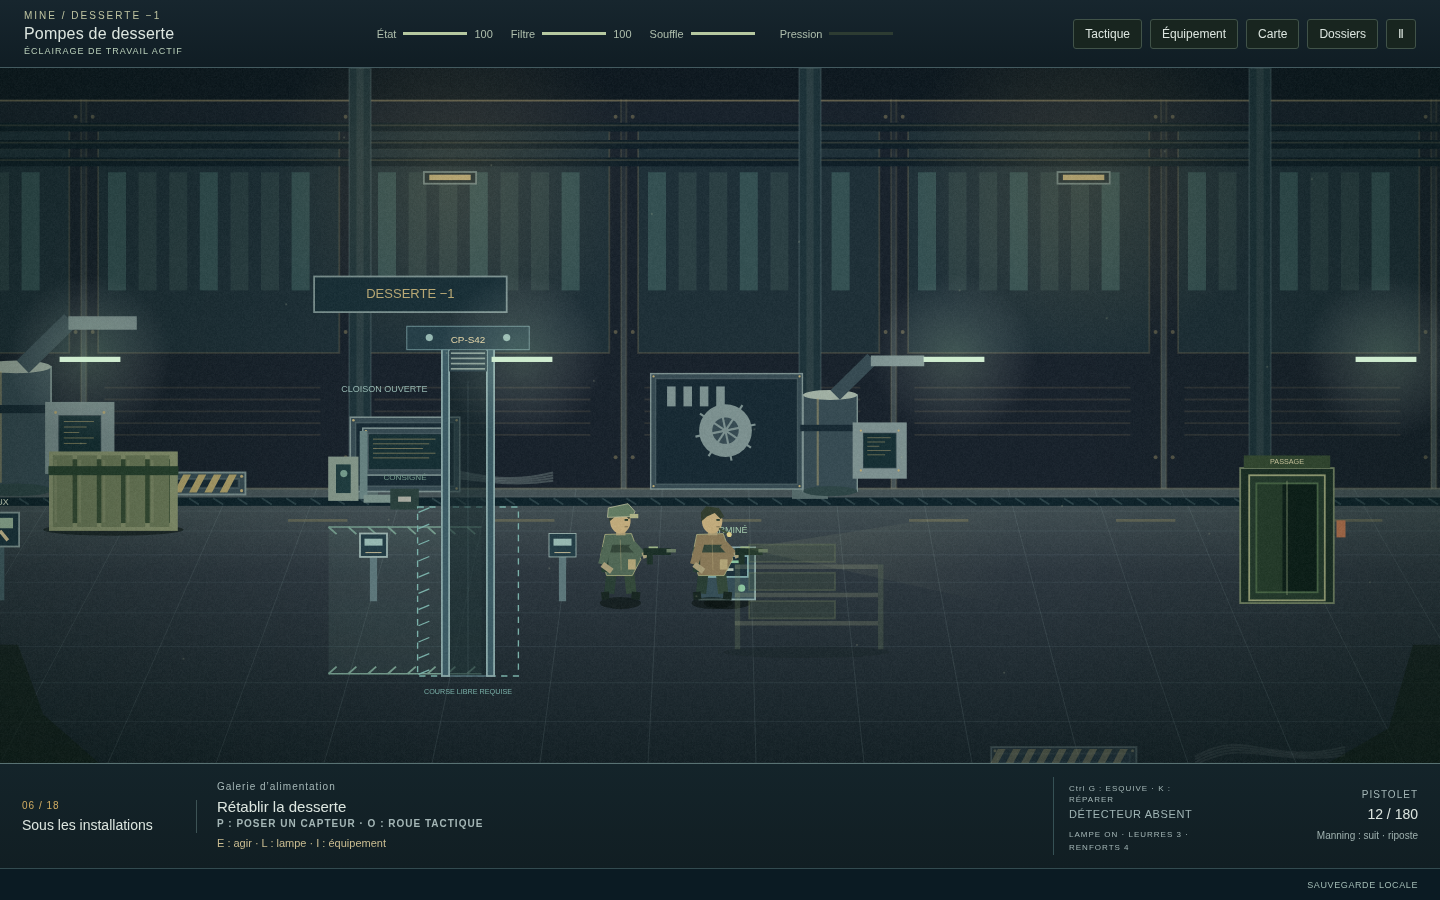 MINE / DESSERTE −1
Pompes de desserte
ÉCLAIRAGE DE TRAVAIL ACTIF
État 100 Filtre 100 Souffle Pression
Tactique Équipement Carte Dossiers II
DESSERTE −1
CP-S42
CLOISON OUVERTE
CONSIGNÉ
UX
RMINÉ
PASSAGE
COURSE LIBRE REQUISE
06 / 18
Sous les installations
Galerie d'alimentation
Rétablir la desserte
P : POSER UN CAPTEUR · O : ROUE TACTIQUE
E : agir · L : lampe · I : équipement
Ctrl G : ESQUIVE · K :
RÉPARER
DÉTECTEUR ABSENT
LAMPE ON · LEURRES 3 ·
RENFORTS 4
PISTOLET
12 / 180
Manning : suit · riposte
SAUVEGARDE LOCALE